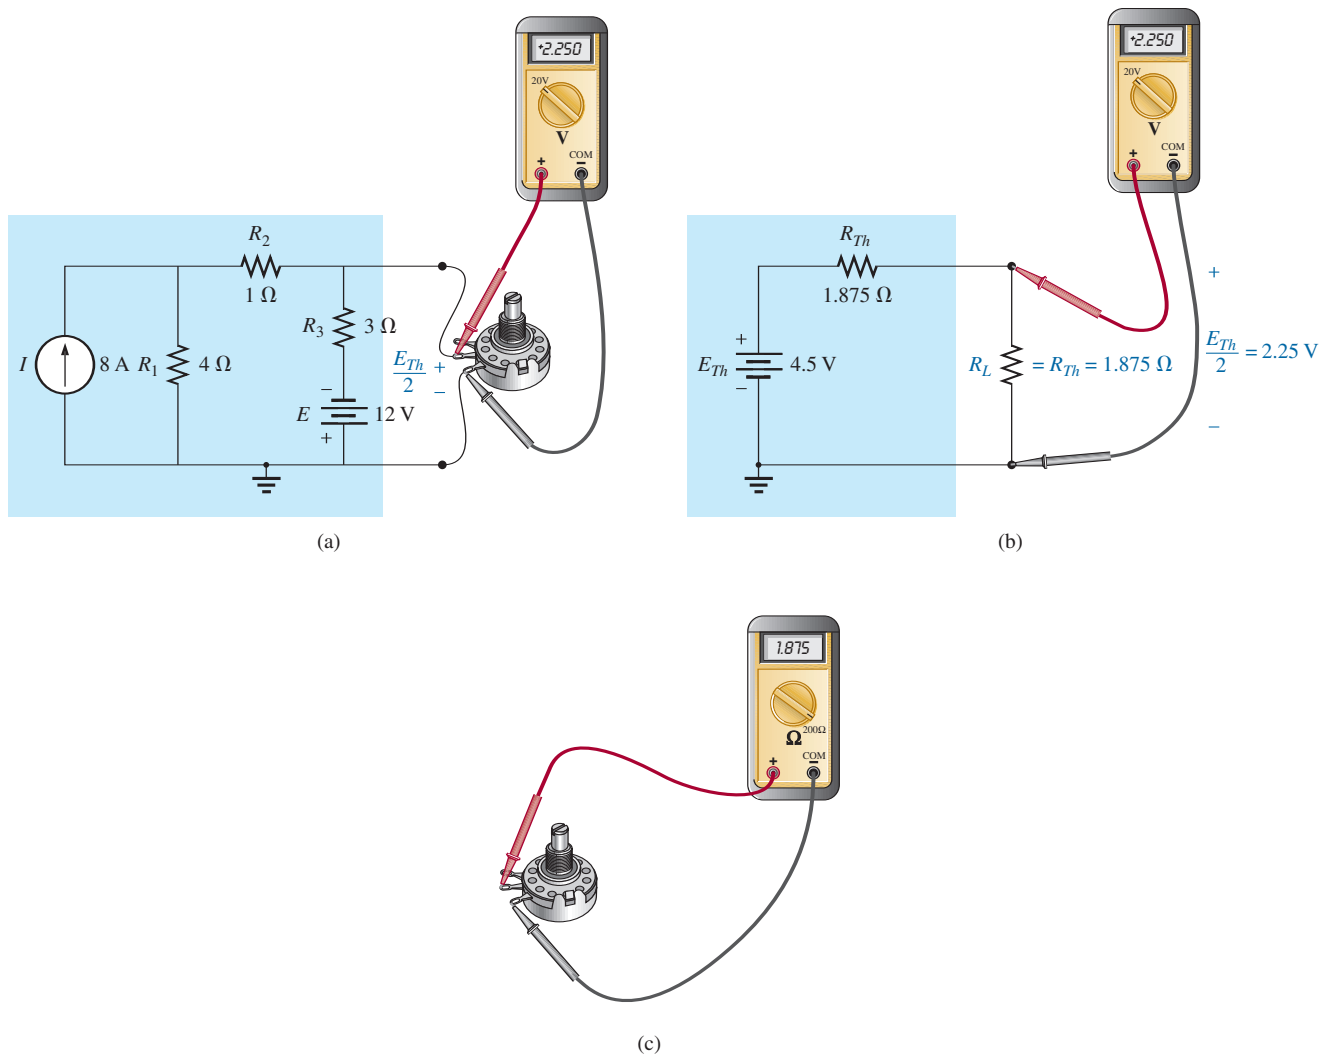 +2.250
20V
V
+
COM
–
R2
1 Ω
R3
3 Ω
I
8 A
R1
4 Ω
–
E
12 V
+
ETh
2
+
–
(a)
+2.250
20V
V
+
COM
–
RTh
1.875 Ω
+
ETh
4.5 V
–
RL
= RTh = 1.875 Ω
+
ETh
2
= 2.25 V
–
(b)
1.875
200Ω
Ω
+
COM
–
(c)